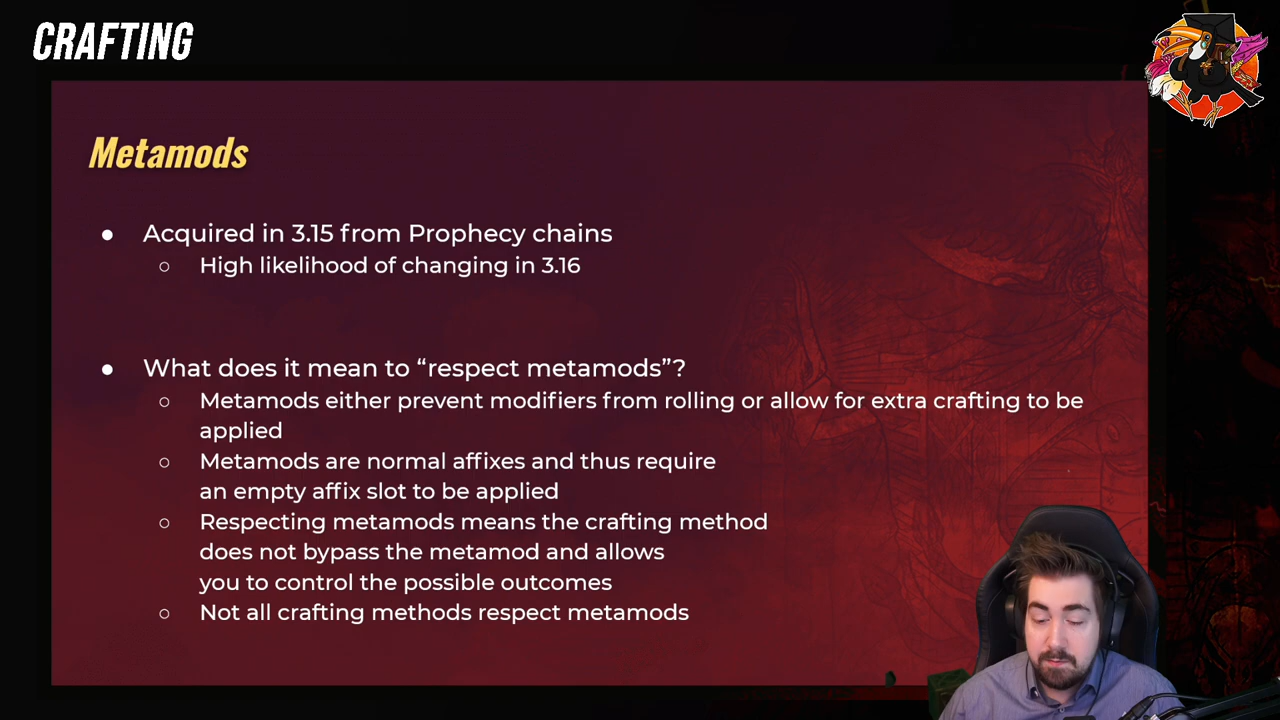 CRAFTING
Metamods
● Acquired in 3.15 from Prophecy chains
○ High likelihood of changing in 3.16
● What does it mean to “respect metamods”?
○ Metamods either prevent modifiers from rolling or allow for extra crafting to be
applied
○ Metamods are normal affixes and thus require
an empty affix slot to be applied
○ Respecting metamods means the crafting method
does not bypass the metamod and allows
you to control the possible outcomes
○ Not all crafting methods respect metamods